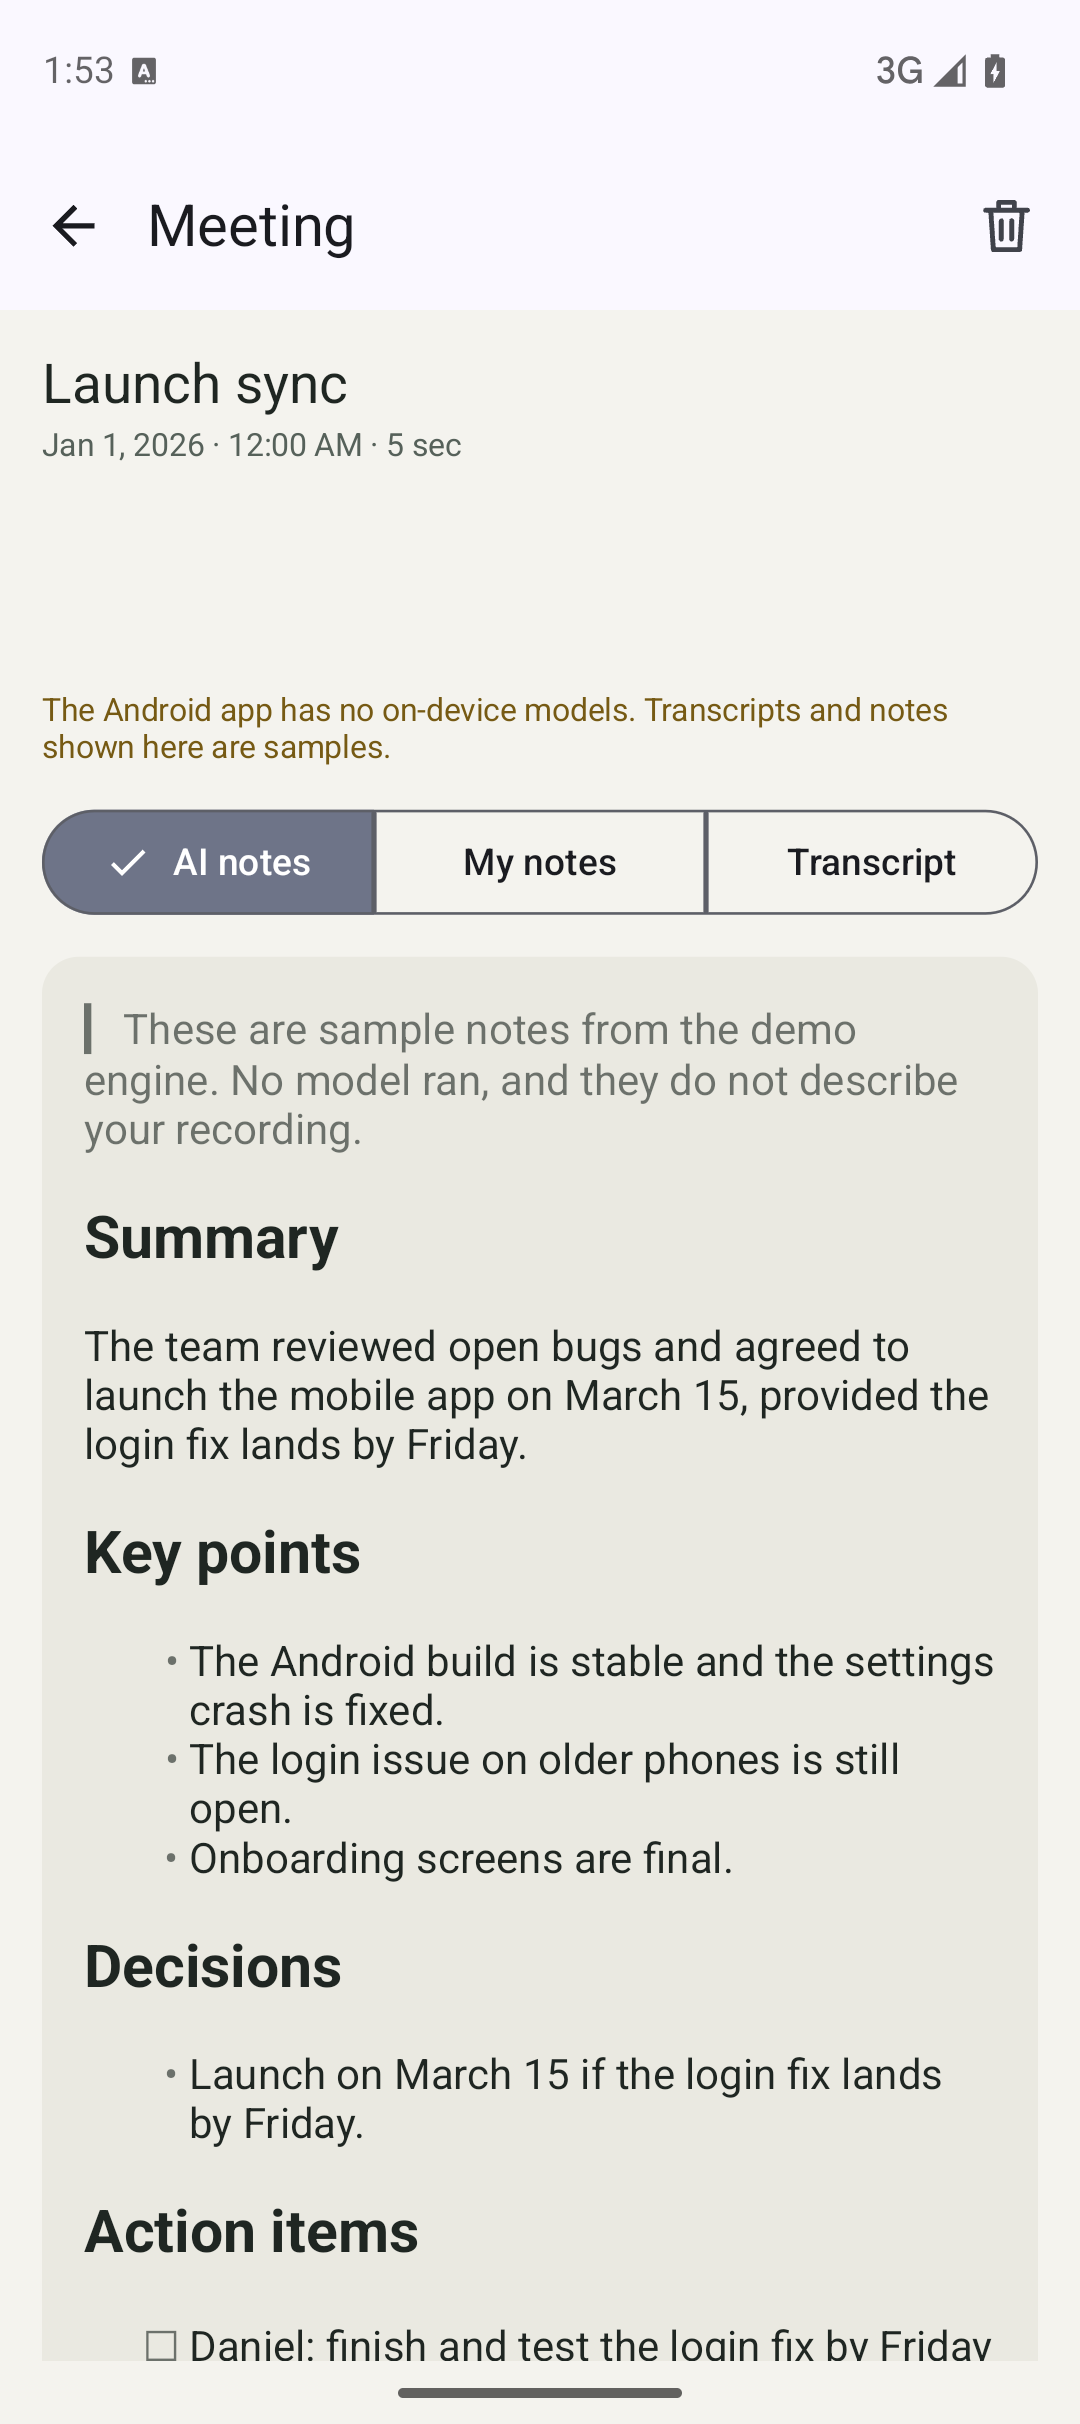 1:53
3G
Meeting
Launch sync
Jan 1, 2026 · 12:00 AM · 5 sec
The Android app has no on-device models. Transcripts and notes
shown here are samples.
AI notes
My notes
Transcript
These are sample notes from the demo
engine. No model ran, and they do not describe
your recording.
Summary
The team reviewed open bugs and agreed to
launch the mobile app on March 15, provided the
login fix lands by Friday.
Key points
• The Android build is stable and the settings
crash is fixed.
• The login issue on older phones is still
open.
• Onboarding screens are final.
Decisions
• Launch on March 15 if the login fix lands
by Friday.
Action items
☐ Daniel: finish and test the login fix by Friday